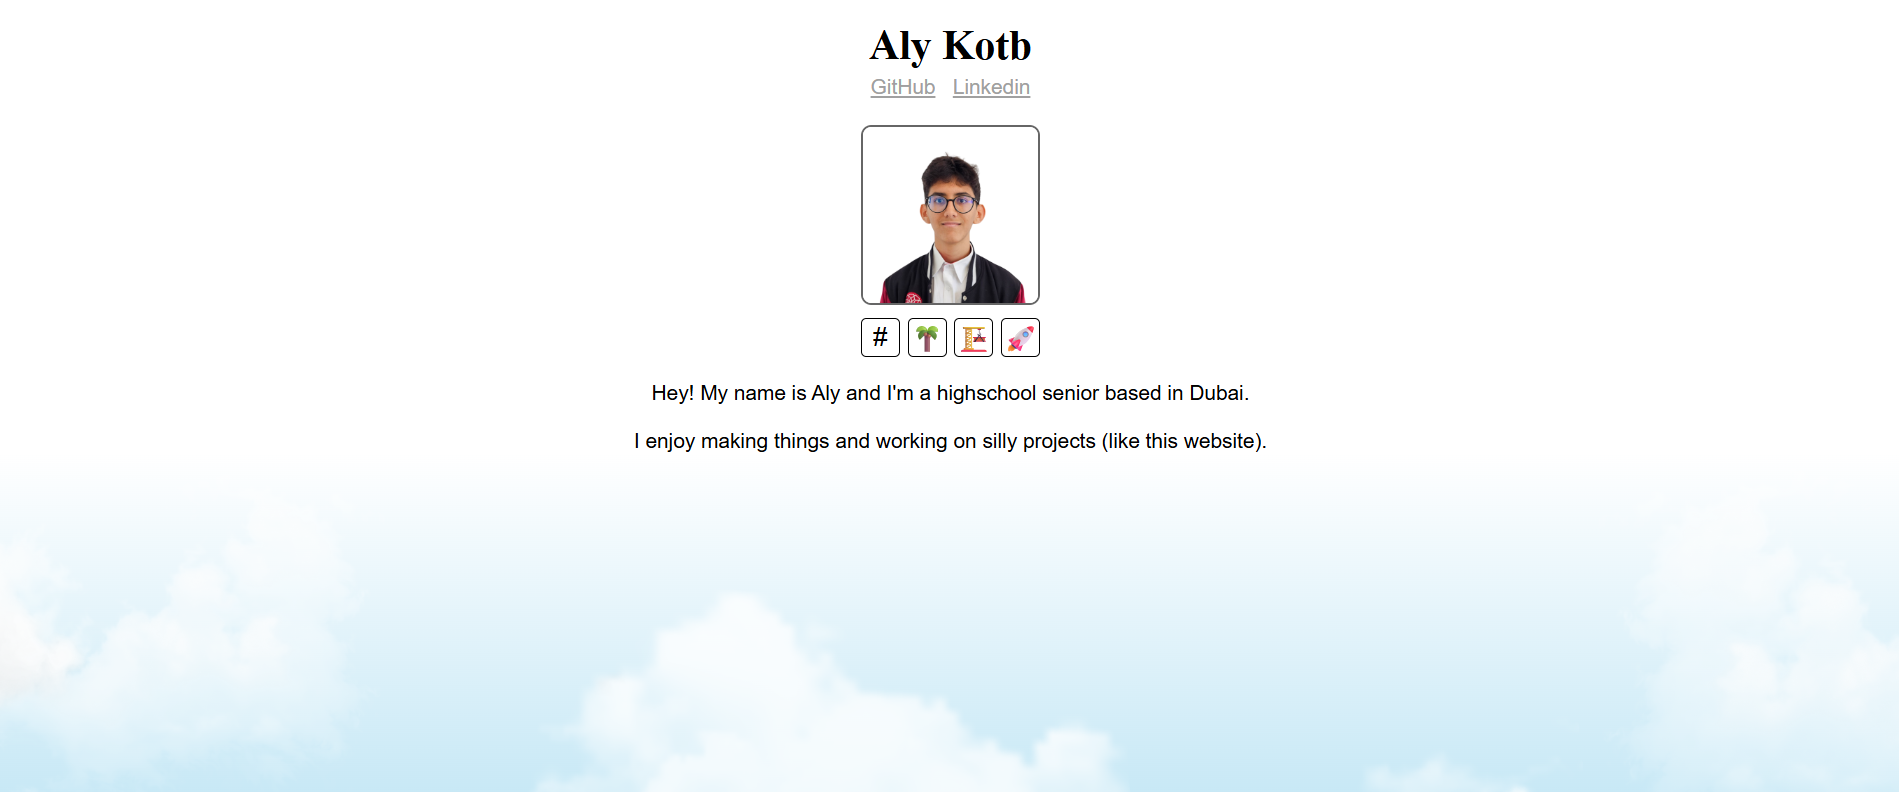 Aly Kotb
GitHub Linkedin
#
Hey! My name is Aly and I'm a highschool senior based in Dubai.
I enjoy making things and working on silly projects (like this website).